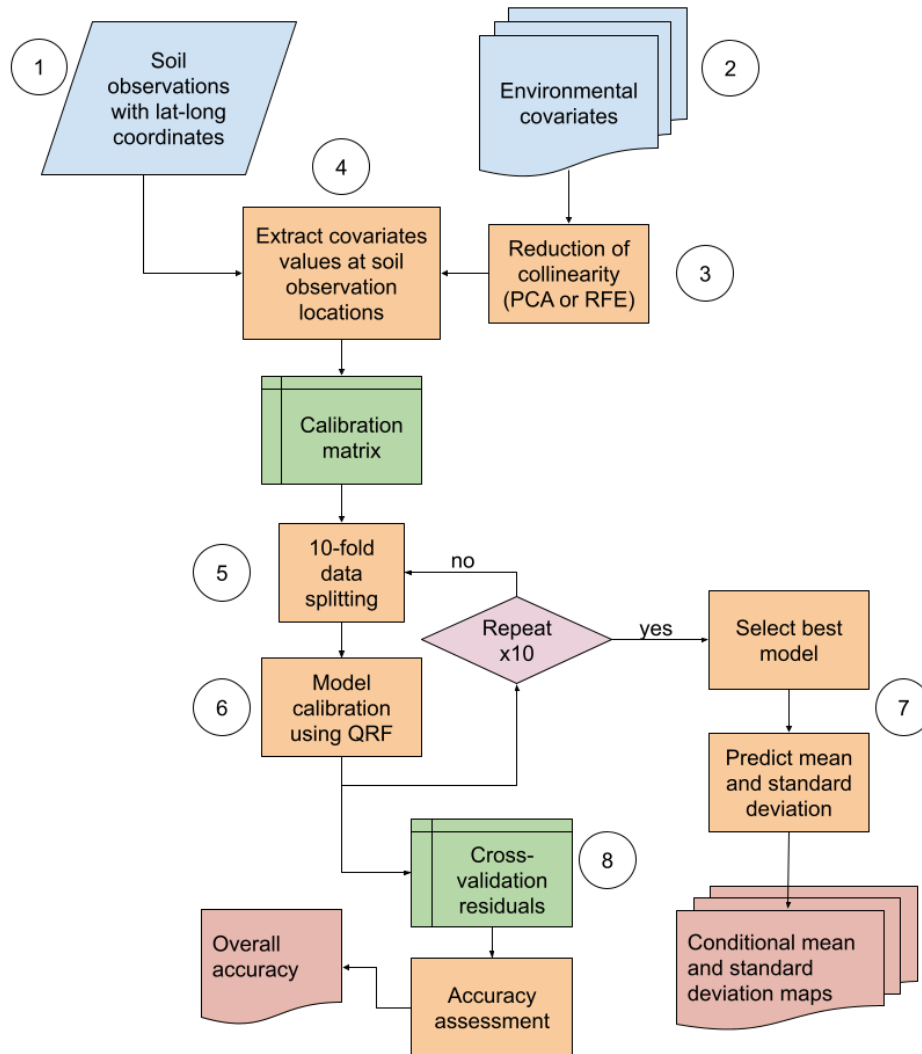 1
Soil
observations
with lat-long
coordinates
Environmental
covariates
2
4
Extract covariates
values at soil
observation
locations
Reduction of
collinearity
(PCA or RFE)
3
Calibration
matrix
5
10-fold
data
splitting
no
Repeat
x10
yes
Select best
model
6
Model
calibration
using QRF
7
Predict mean
and standard
deviation
Cross-
validation
residuals
8
Overall
accuracy
Accuracy
assessment
Conditional mean
and standard
deviation maps